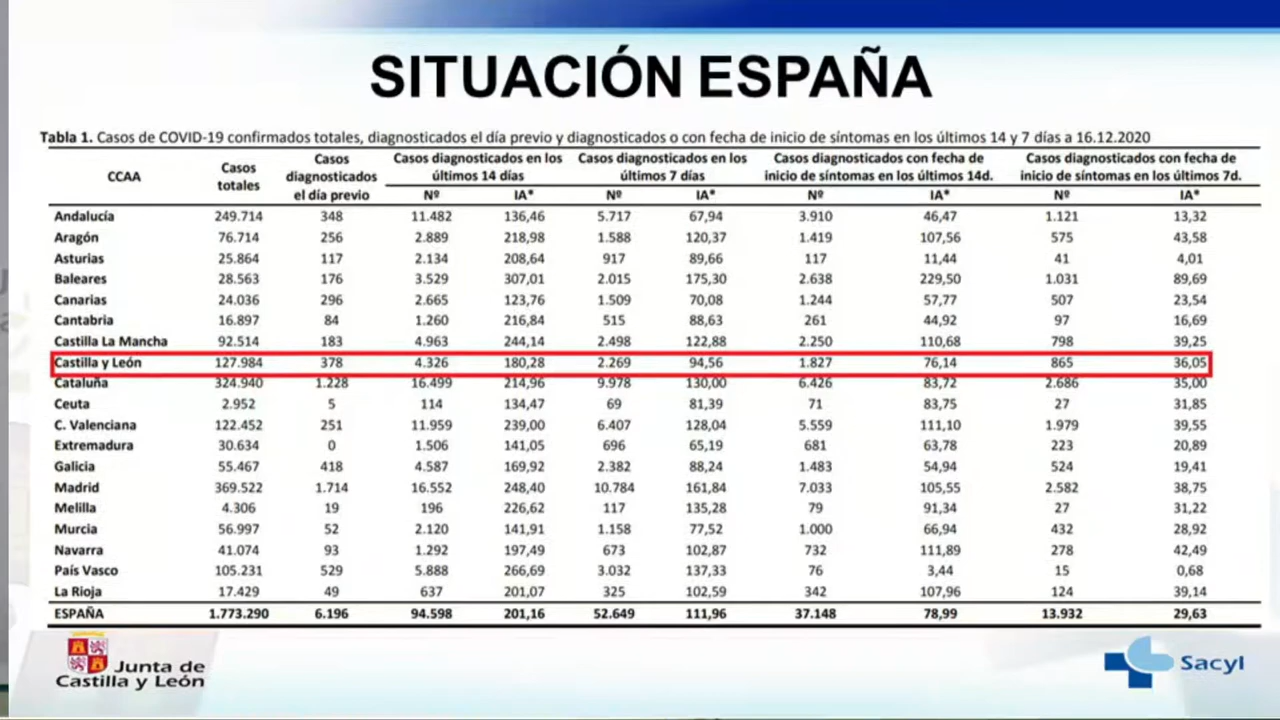 SITUACIÓN ESPAÑA
Tabla 1. Casos de COVID-19 confirmados totales, diagnosticados el día previo y diagnosticados o con fecha de inicio de síntomas en los últimos 14 y 7 días a 16.12.2020
CCAA Casos totales Casos diagnosticados el día previo Casos diagnosticados en los últimos 14 días Casos diagnosticados en los últimos 7 días Casos diagnosticados con fecha de inicio de síntomas en los últimos 14d. Casos diagnosticados con fecha de inicio de síntomas en los últimos 7d.
Nº IA* Nº IA* Nº IA* Nº IA*
Andalucía 249.714 348 11.482 136,46 5.717 67,94 3.910 46,47 1.121 13,32
Aragón 76.714 256 2.889 218,98 1.588 120,37 1.419 107,56 575 43,58
Asturias 25.864 117 2.134 208,64 917 89,66 117 11,44 41 4,01
Baleares 28.563 176 3.529 307,01 2.015 175,30 2.638 229,50 1.031 89,69
Canarias 24.036 296 2.665 123,76 1.509 70,08 1.244 57,77 507 23,54
Cantabria 16.897 84 1.260 216,84 515 88,63 261 44,92 97 16,69
Castilla La Mancha 92.514 183 4.963 244,14 2.498 122,88 2.250 110,68 798 39,25
Castilla y León 127.984 378 4.326 180,28 2.269 94,56 1.827 76,14 865 36,05
Cataluña 324.940 1.228 16.499 214,96 9.978 130,00 6.426 83,72 2.686 35,00
Ceuta 2.952 5 114 134,47 69 81,39 71 83,75 27 31,85
C. Valenciana 122.452 251 11.959 239,00 6.407 128,04 5.559 111,10 1.979 39,55
Extremadura 30.634 0 1.506 141,05 696 65,19 681 63,78 223 20,89
Galicia 55.467 418 4.587 169,92 2.382 88,24 1.483 54,94 524 19,41
Madrid 369.522 1.714 16.552 248,40 10.784 161,84 7.033 105,55 2.582 38,75
Melilla 4.306 19 196 226,62 117 135,28 79 91,34 27 31,22
Murcia 56.997 52 2.120 141,91 1.158 77,52 1.000 66,94 432 28,92
Navarra 41.074 93 1.292 197,49 673 102,87 732 111,89 278 42,49
País Vasco 105.231 529 5.888 266,69 3.032 137,33 76 3,44 15 0,68
La Rioja 17.429 49 637 201,07 325 102,59 342 107,96 124 39,14
ESPAÑA 1.773.290 6.196 94.598 201,16 52.649 111,96 37.148 78,99 13.932 29,63
Junta de
Castilla y León
Sacyl